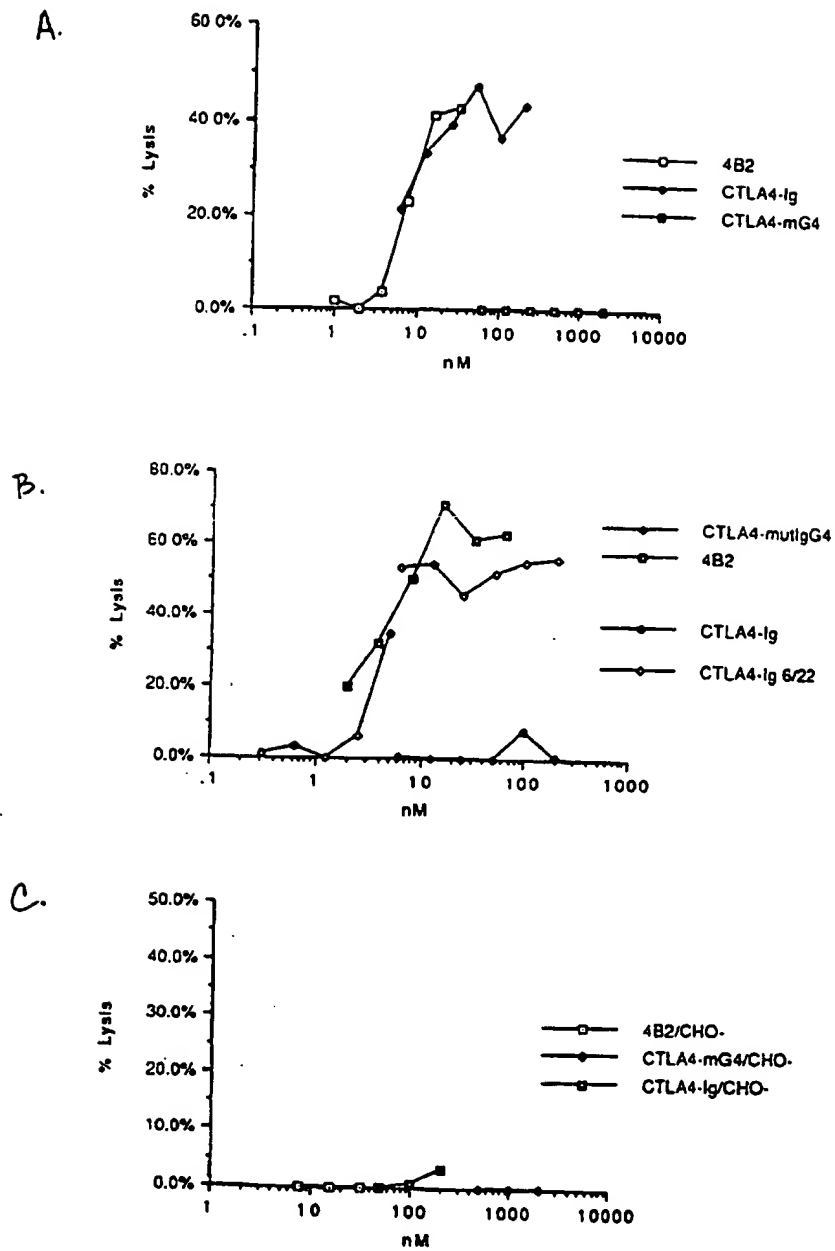 A.
60 0%
40 0%
20.0%
0.0%
% Lysis
.1 1 10 100 1000 10000
nM
4B2
CTLA4-Ig
CTLA4-mG4
B.
80.0%
60 0%
40.0%
20.0%
0.0%
% Lysis
.1 1 10 100 1000
nM
CTLA4-mutIgG4
4B2
CTLA4-Ig
CTLA4-Ig 6/22
C.
50.0%
40.0%
30.0%
20.0%
10.0%
0.0%
% Lysis
1 10 100 1000 10000
nM
4B2/CHO-
CTLA4-mG4/CHO-
CTLA4-Ig/CHO-